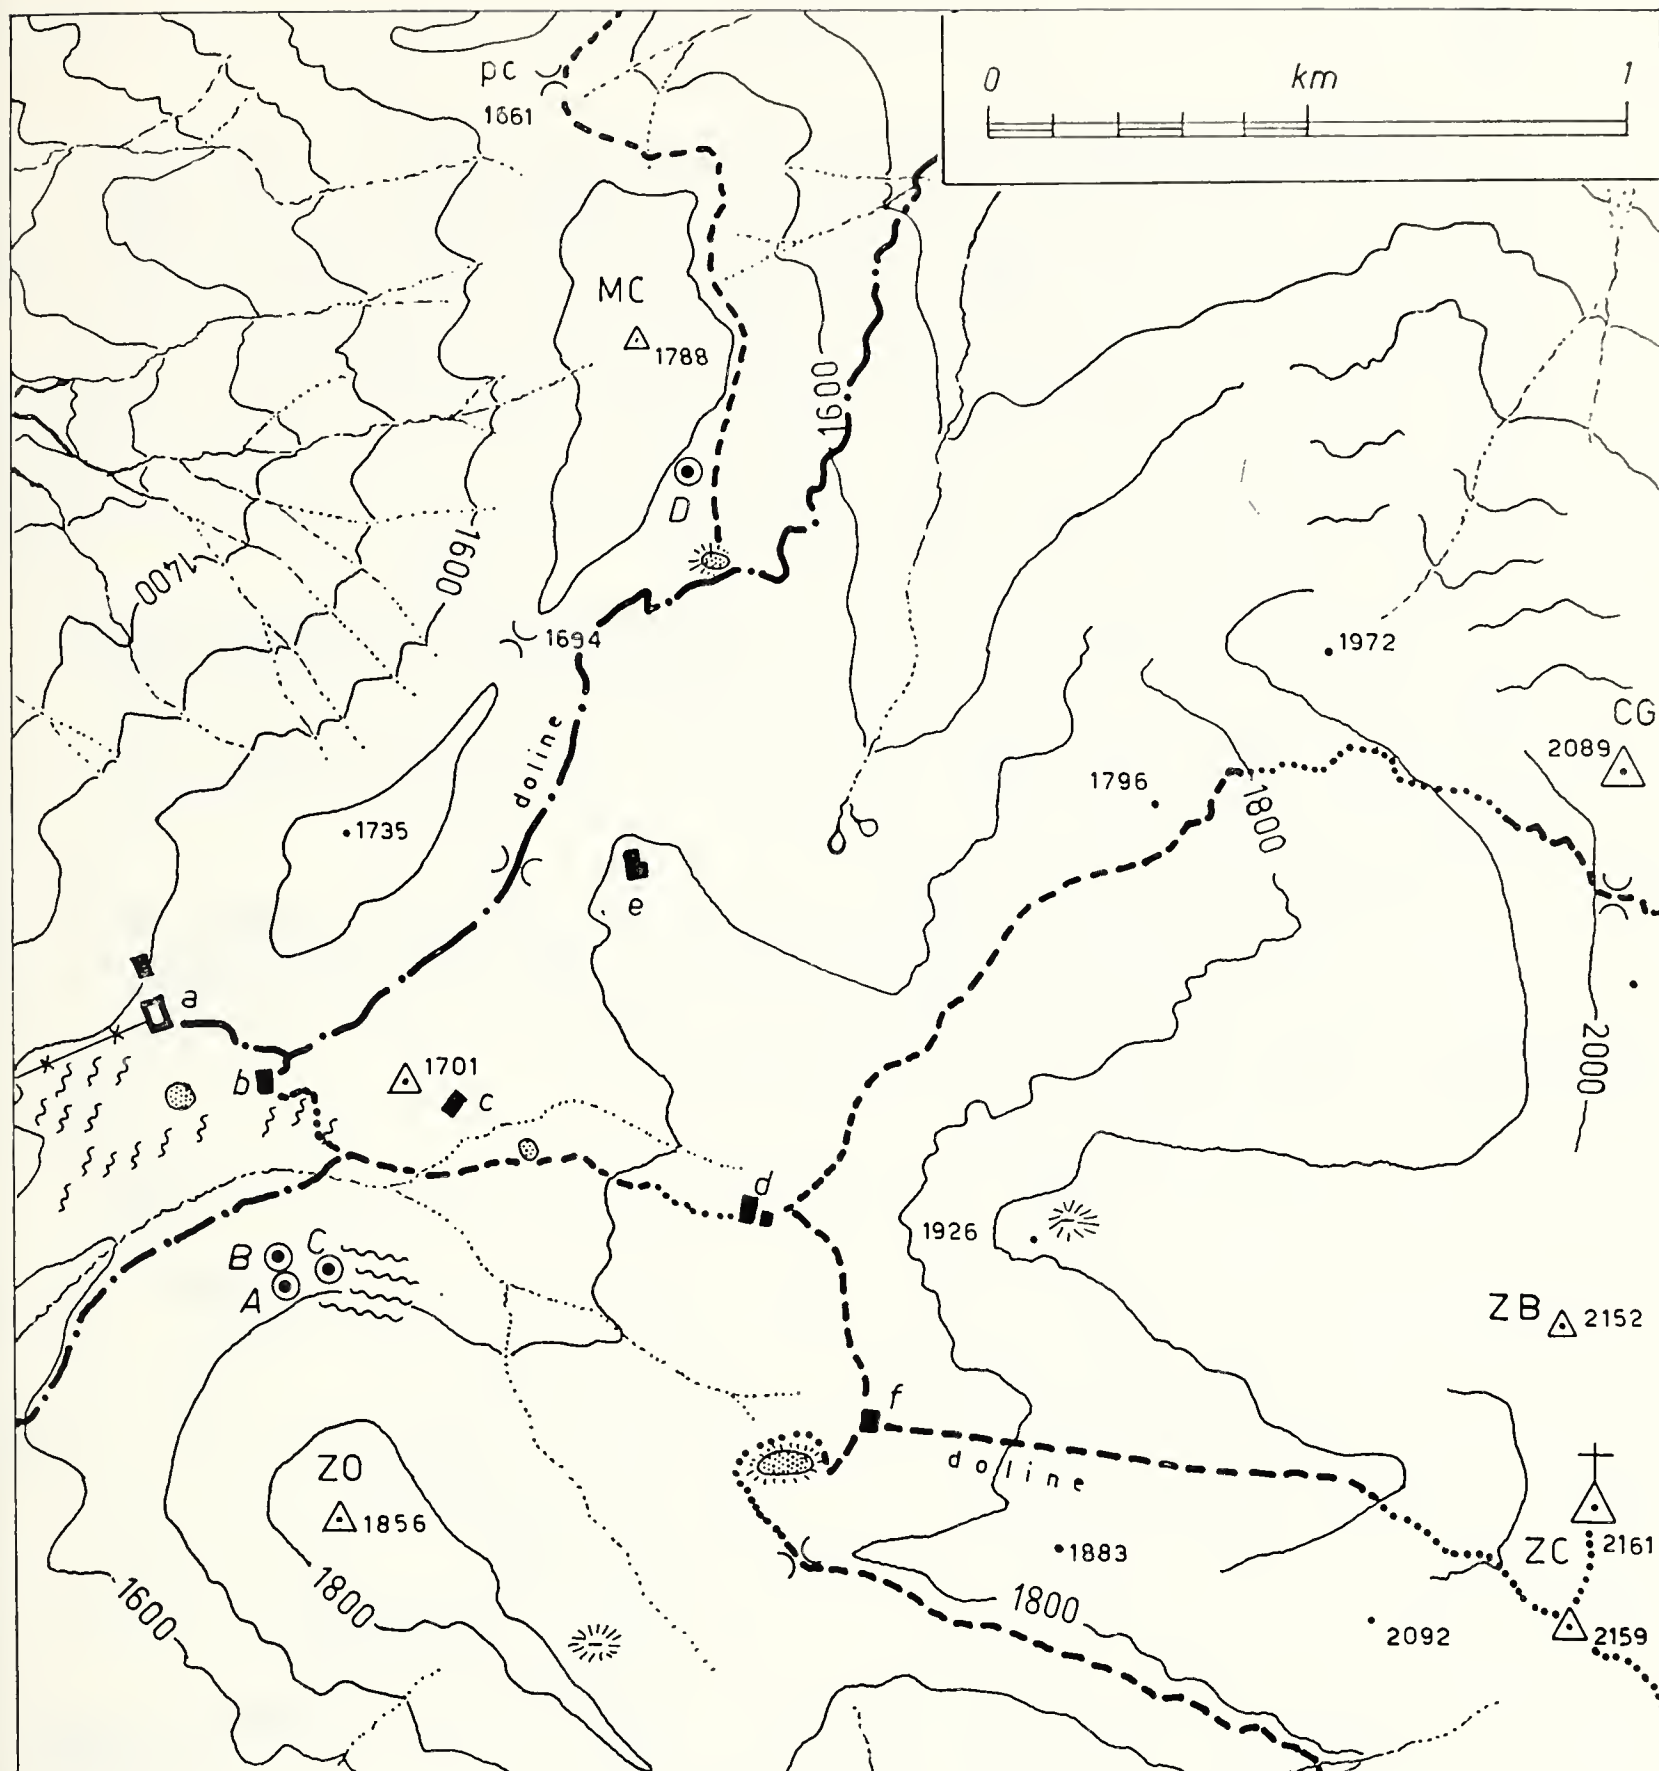 0 km 1
pc
1661
MC
1788
1600
D
1400
1600
1694
1972
CG
2089
doline
1796
1800
1735
e
a
2000
b
1701
c
d
1926
B
C
A
ZB
2152
f
ZO
doline
1856
ZC
2161
1883
1600
1800
1800
2092
2159